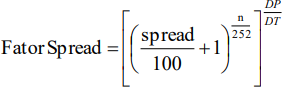 Fator Spread = [((spread/100 + 1)^(n/252))]^(DP/DT)